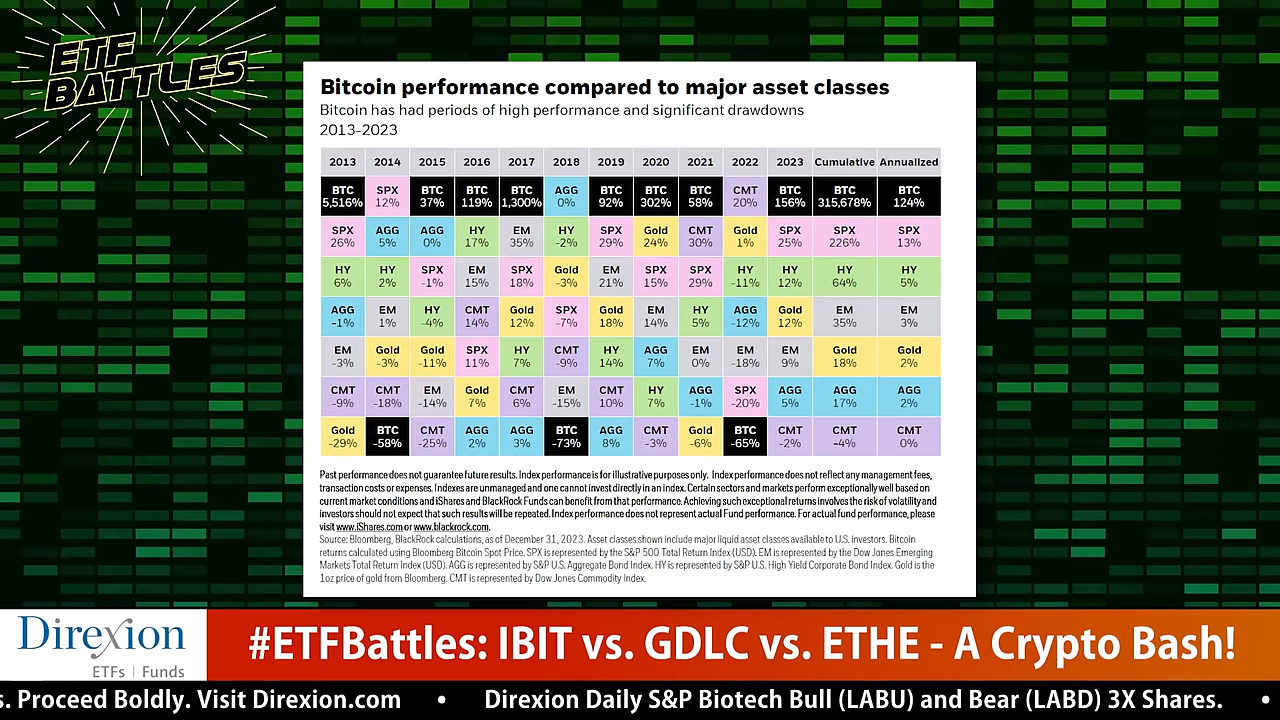 ETF
BATTLES
Bitcoin performance compared to major asset classes
Bitcoin has had periods of high performance and significant drawdowns
2013-2023
2013 2014 2015 2016 2017 2018 2019 2020 2021 2022 2023 Cumulative Annualized
BTC SPX BTC BTC BTC AGG BTC BTC BTC CMT BTC BTC BTC
5,516% 12% 37% 119% 1,300% 0% 92% 302% 58% 20% 156% 315,678% 124%
SPX AGG AGG HY EM HY SPX Gold CMT Gold SPX SPX SPX
26% 5% 0% 17% 35% -2% 29% 24% 30% 1% 25% 226% 13%
HY HY SPX EM SPX Gold EM SPX SPX HY HY HY HY
6% 2% -1% 15% 18% -3% 21% 15% 29% -11% 12% 64% 5%
AGG EM HY CMT Gold SPX Gold EM HY AGG Gold EM EM
-1% 1% -4% 14% 12% -7% 18% 14% 5% -12% 12% 35% 3%
EM Gold Gold SPX HY CMT HY AGG EM EM EM Gold Gold
-3% -3% -11% 11% 7% -9% 14% 7% 0% -18% 9% 18% 2%
CMT CMT EM Gold CMT EM CMT HY AGG SPX AGG AGG AGG
-9% -18% -14% 7% 6% -15% 10% 7% -1% -20% 5% 17% 2%
Gold BTC CMT AGG AGG BTC AGG CMT Gold BTC CMT CMT CMT
-29% -58% -25% 2% 3% -73% 8% -3% -6% -65% -2% -4% 0%
Past performance does not guarantee future results. Index performance is for illustrative purposes only. Index performance does not reflect any management fees,
transaction costs or expenses. Indexes are unmanaged and one cannot invest directly in an index. Certain sectors and markets perform exceptionally well based on
current market conditions and iShares and BlackRock Funds can benefit from that performance. Achieving such exceptional returns involves the risk of volatility and
investors should not expect that such results will be repeated. Index performance does not represent actual Fund performance. For actual fund performance, please
visit www.iShares.com or www.blackrock.com.
Source: Bloomberg, BlackRock calculations, as of December 31, 2023. Asset classes shown include major liquid asset classes available to U.S. investors. Bitcoin
returns calculated using Bloomberg Bitcoin Spot Price. SPX is represented by the S&P 500 Total Return Index (USD). EM is represented by the Dow Jones Emerging
Markets Total Return Index (USD). AGG is represented by S&P U.S. Aggregate Bond Index. HY is represented by S&P U.S. High Yield Corporate Bond Index. Gold is the
1oz price of gold from Bloomberg. CMT is represented by Dow Jones Commodity Index.
Direxion
ETFs | Funds
#ETFBattles: IBIT vs. GDLC vs. ETHE - A Crypto Bash!
s. Proceed Boldly. Visit Direxion.com • Direxion Daily S&P Biotech Bull (LABU) and Bear (LABD) 3X Shares. •